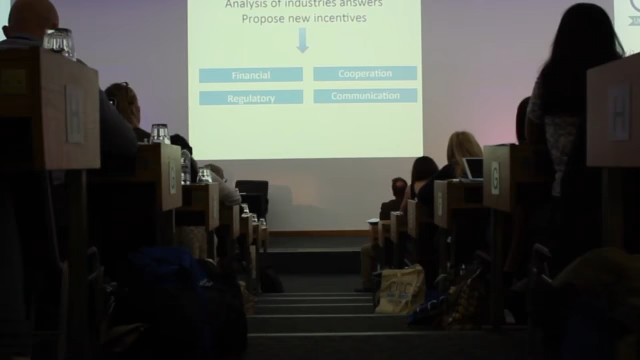 Analysis of industries answers
Propose new incentives
Financial
Cooperation
Regulatory
Communication
H
H
G